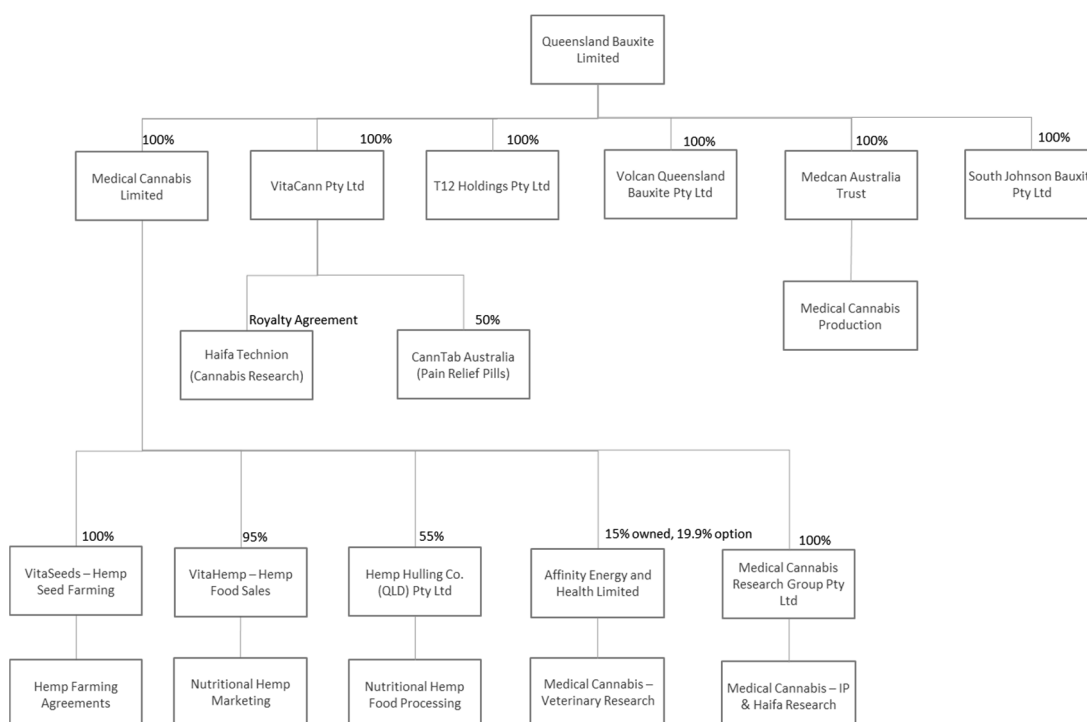 Queensland Bauxite
Limited
100%
100%
100%
100%
100%
100%
Medical Cannabis
Limited
VitaCann Pty Ltd
T12 Holdings Pty Ltd
Volcan Queensland
Bauxite Pty Ltd
Medcan Australia
Trust
South Johnson Bauxite
Pty Ltd
Medical Cannabis
Production
Royalty Agreement
50%
Haifa Technion
(Cannabis Research)
CannTab Australia
(Pain Relief Pills)
100%
95%
55%
15% owned, 19.9% option
100%
VitaSeeds – Hemp
Seed Farming
VitaHemp – Hemp
Food Sales
Hemp Hulling Co.
(QLD) Pty Ltd
Affinity Energy and
Health Limited
Medical Cannabis
Research Group Pty
Ltd
Hemp Farming
Agreements
Nutritional Hemp
Marketing
Nutritional Hemp
Food Processing
Medical Cannabis –
Veterinary Research
Medical Cannabis – IP
& Haifa Research